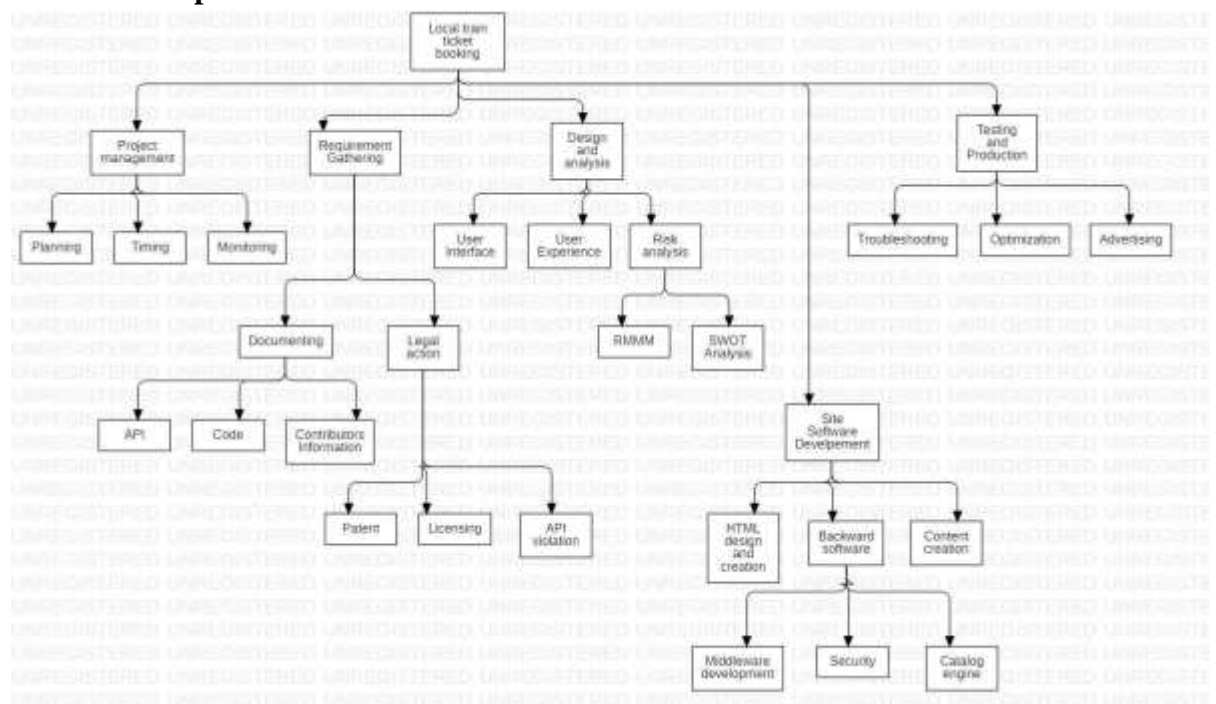 Local train
ticket
booking
Project
management
Requirement
Gathering
Design
and
analysis
Testing
and
Production
Planning
Timing
Monitoring
User
Interface
User
Experience
Risk
analysis
Troubleshooting
Optimization
Advertising
Documenting
Legal
action
RMMM
SWOT
Analysis
API
Code
Contributors
Information
Site
Software
Develpement
Patent
Licensing
API
violation
HTML
design
and
creation
Backward
software
Content
creation
Middleware
development
Security
Catalog
engine
UNREGISTERED